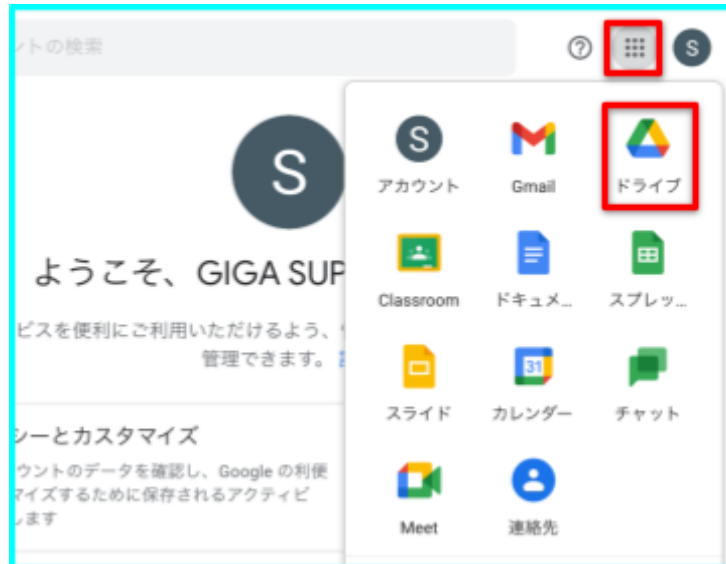 ントの検索
S
S
S
アカウント
Gmail
ドライブ
ようこそ、GIGA SUP
Classroom
ドキュメ...
スプレッ...
ビスを便利にご利用いただけるよう、
管理できます。
31
スライド
カレンダー
チャット
シーとカスタマイズ
ウントのデータを確認し、Google の利便
マイズするために保存されるアクティビ
します
Meet
連絡先